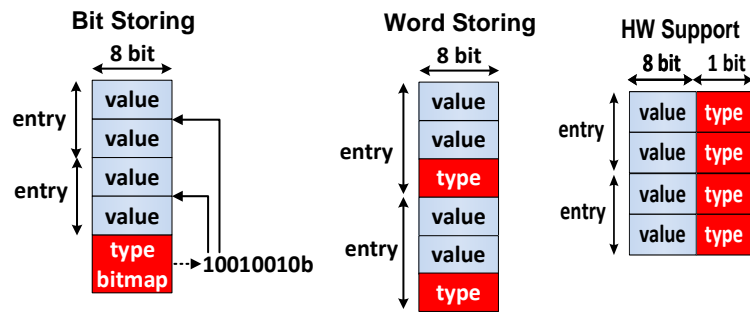 Bit Storing
8 bit
entry
value
value
entry
value
value
type
bitmap
10010010b
Word Storing
8 bit
entry
value
value
type
entry
value
value
type
HW Support
8 bit
1 bit
entry
value
type
value
type
entry
value
type
value
type